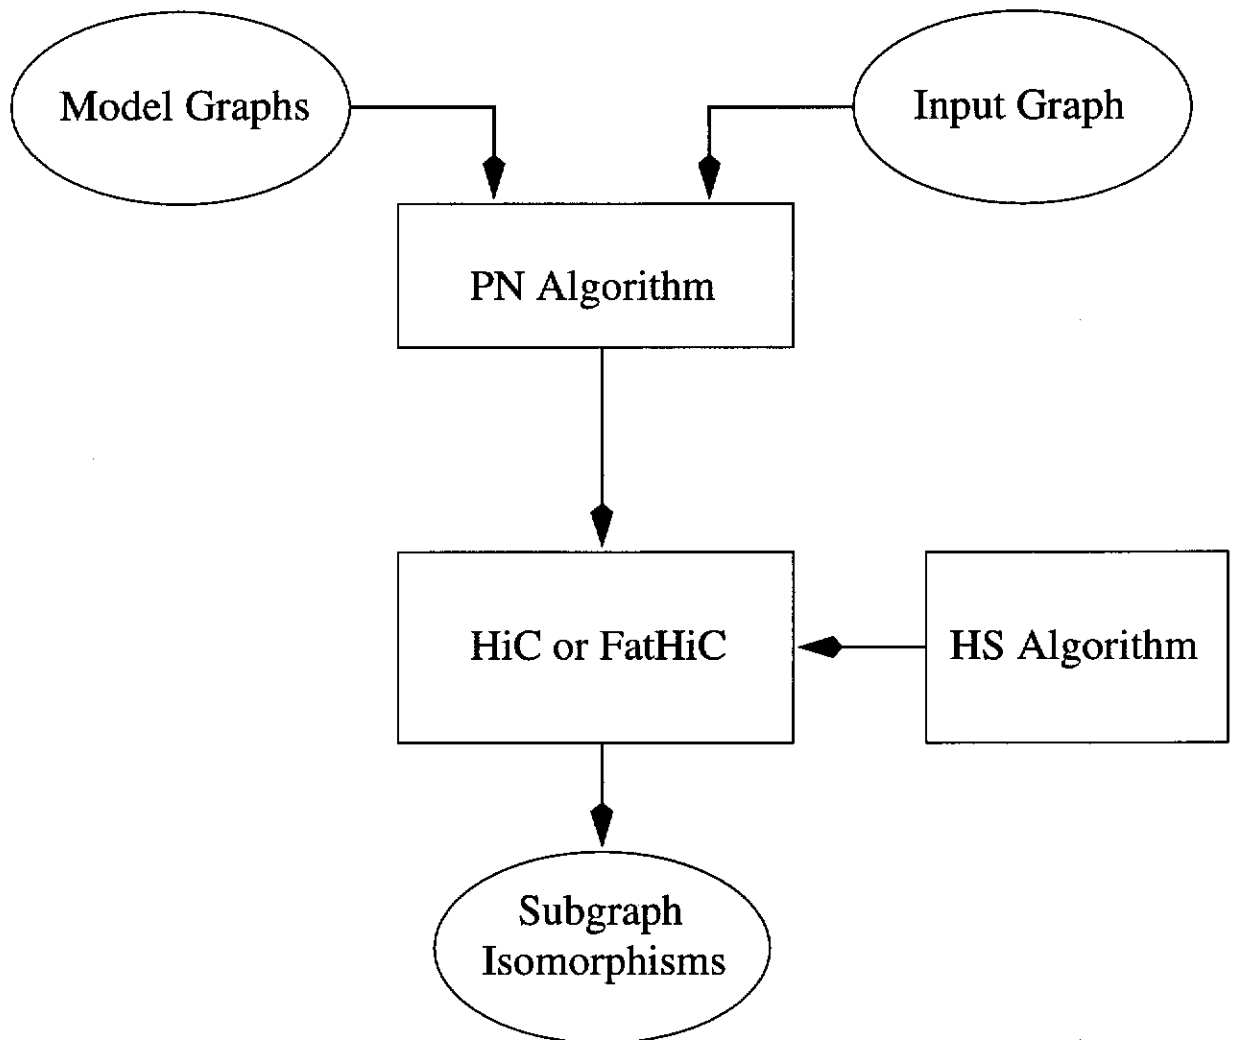 Model Graphs
Input Graph
PN Algorithm
HiC or FatHiC
HS Algorithm
Subgraph
Isomorphisms